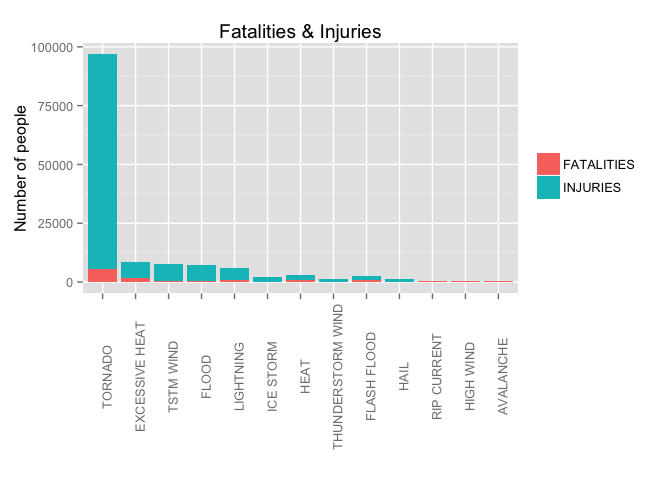 Fatalities & Injuries
Number of people
100000
75000
50000
25000
0
TORNADO
EXCESSIVE HEAT
TSTM WIND
FLOOD
LIGHTNING
ICE STORM
HEAT
THUNDERSTORM WIND
FLASH FLOOD
HAIL
RIP CURRENT
HIGH WIND
AVALANCHE
FATALITIES
INJURIES